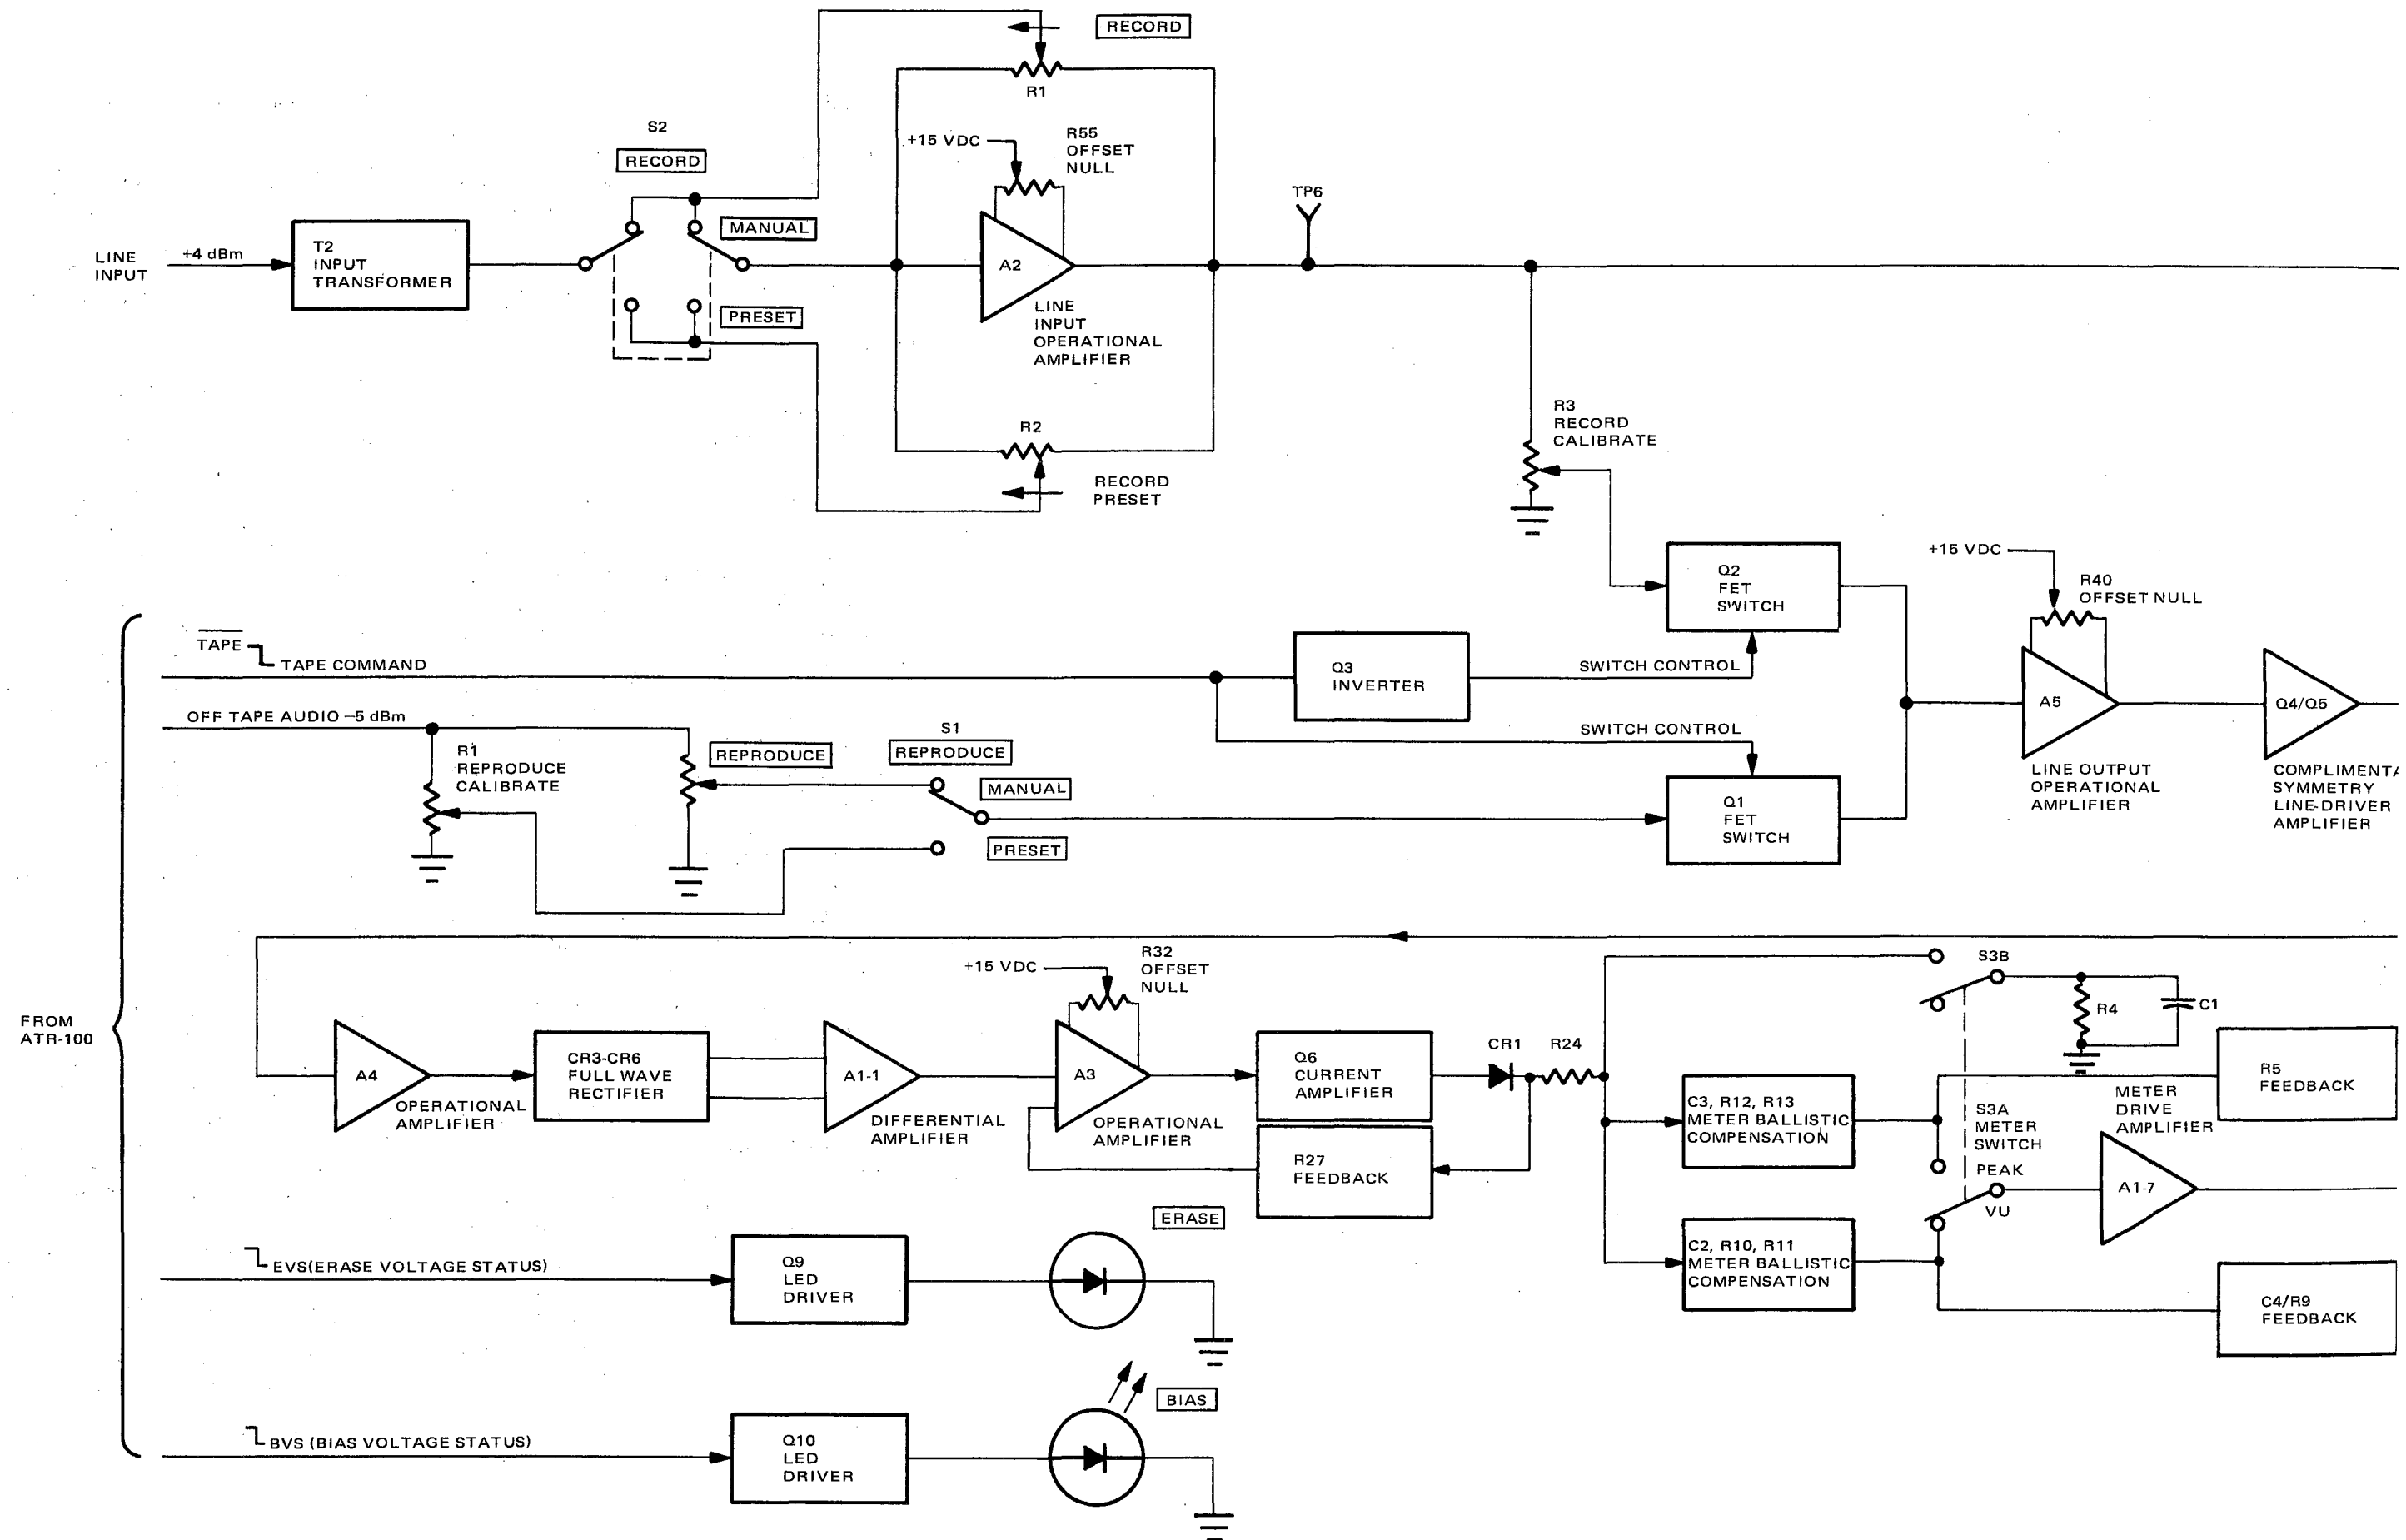 RECORD
R1
S2
RECORD
+15 VDC
R55
OFFSET
NULL
TP6
MANUAL
LINE
INPUT
+4 dBm
T2
INPUT
TRANSFORMER
A2
PRESET
LINE
INPUT
OPERATIONAL
AMPLIFIER
R3
RECORD
CALIBRATE
R2
RECORD
PRESET
+15 VDC
R40
OFFSET NULL
Q2
FET
SWITCH
TAPE
TAPE COMMAND
Q3
INVERTER
SWITCH CONTROL
A5
Q4/Q5
OFF TAPE AUDIO -5 dBm
R1
REPRODUCE
CALIBRATE
REPRODUCE
S1
REPRODUCE
SWITCH CONTROL
MANUAL
PRESET
Q1
FET
SWITCH
LINE OUTPUT
OPERATIONAL
AMPLIFIER
COMPLIMENTA
SYMMETRY
LINE-DRIVER
AMPLIFIER
+15 VDC
R32
OFFSET
NULL
S3B
R4
C1
FROM
ATR-100
A4
OPERATIONAL
AMPLIFIER
CR3-CR6
FULL WAVE
RECTIFIER
A1-1
DIFFERENTIAL
AMPLIFIER
A3
OPERATIONAL
AMPLIFIER
Q6
CURRENT
AMPLIFIER
CR1
R24
R27
FEEDBACK
C3, R12, R13
METER BALLISTIC
COMPENSATION
S3A
METER
SWITCH
PEAK
VU
METER
DRIVE
AMPLIFIER
A1-7
R5
FEEDBACK
ERASE
EVS(ERASE VOLTAGE STATUS)
Q9
LED
DRIVER
C2, R10, R11
METER BALLISTIC
COMPENSATION
C4/R9
FEEDBACK
BIAS
BVS (BIAS VOLTAGE STATUS)
Q10
LED
DRIVER